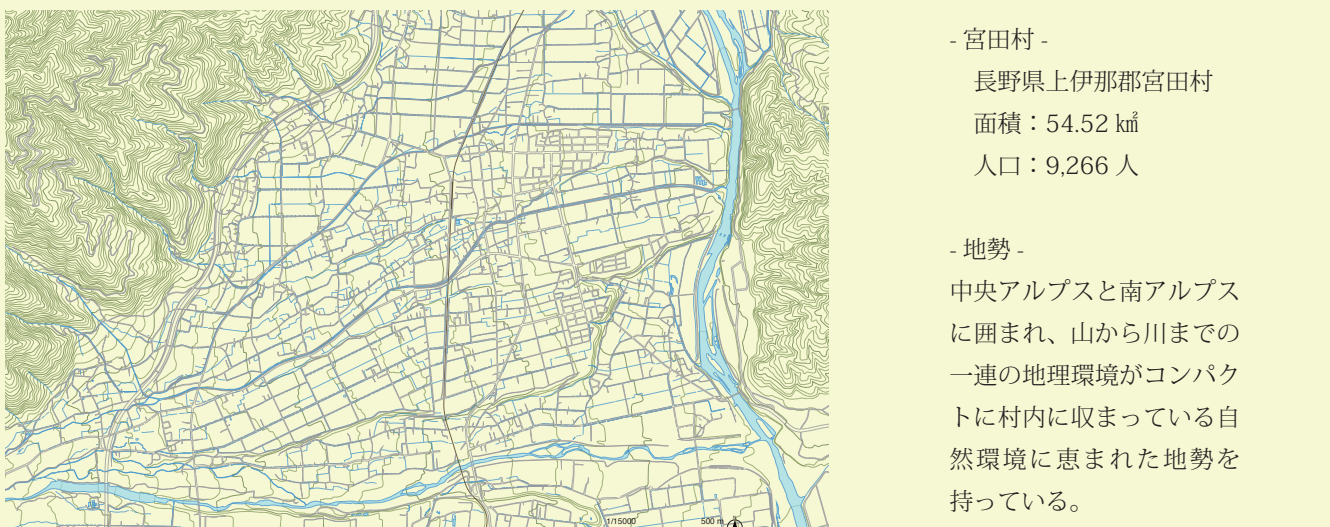 - 宮田村 -
長野県上伊那郡宮田村
面積：54.52 ㎢
人口：9,266 人
- 地勢 -
中央アルプスと南アルプス
に囲まれ、山から川までの
一連の地理環境がコンパク
トに村内に収まっている自
然環境に恵まれた地勢を
持っている。
1/15000
500 m